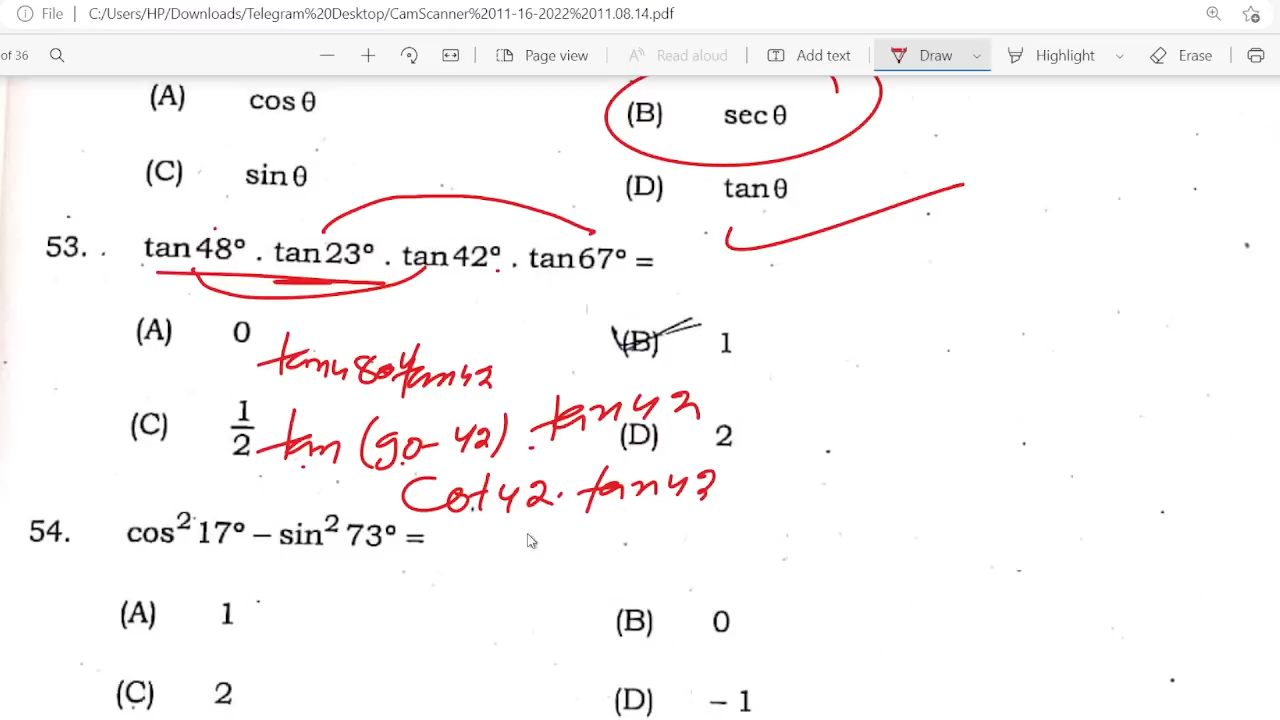 File C:/Users/HP/Downloads/Telegram%20Desktop/CamScanner%2011-16-2022%2011.08.14.pdf
of 36 Page view Read aloud Add text Draw Highlight Erase
(A) cos θ (B) sec θ
(C) sin θ (D) tan θ
53. tan 48° . tan 23° . tan 42° . tan 67° =
(A) 0 (B) 1
tan48° tan42
(C) 1/2 (D) 2
tan (90-42) . tan42
Cot42 . tan42
54. cos² 17° – sin² 73° =
(A) 1 (B) 0
(C) 2 (D) – 1